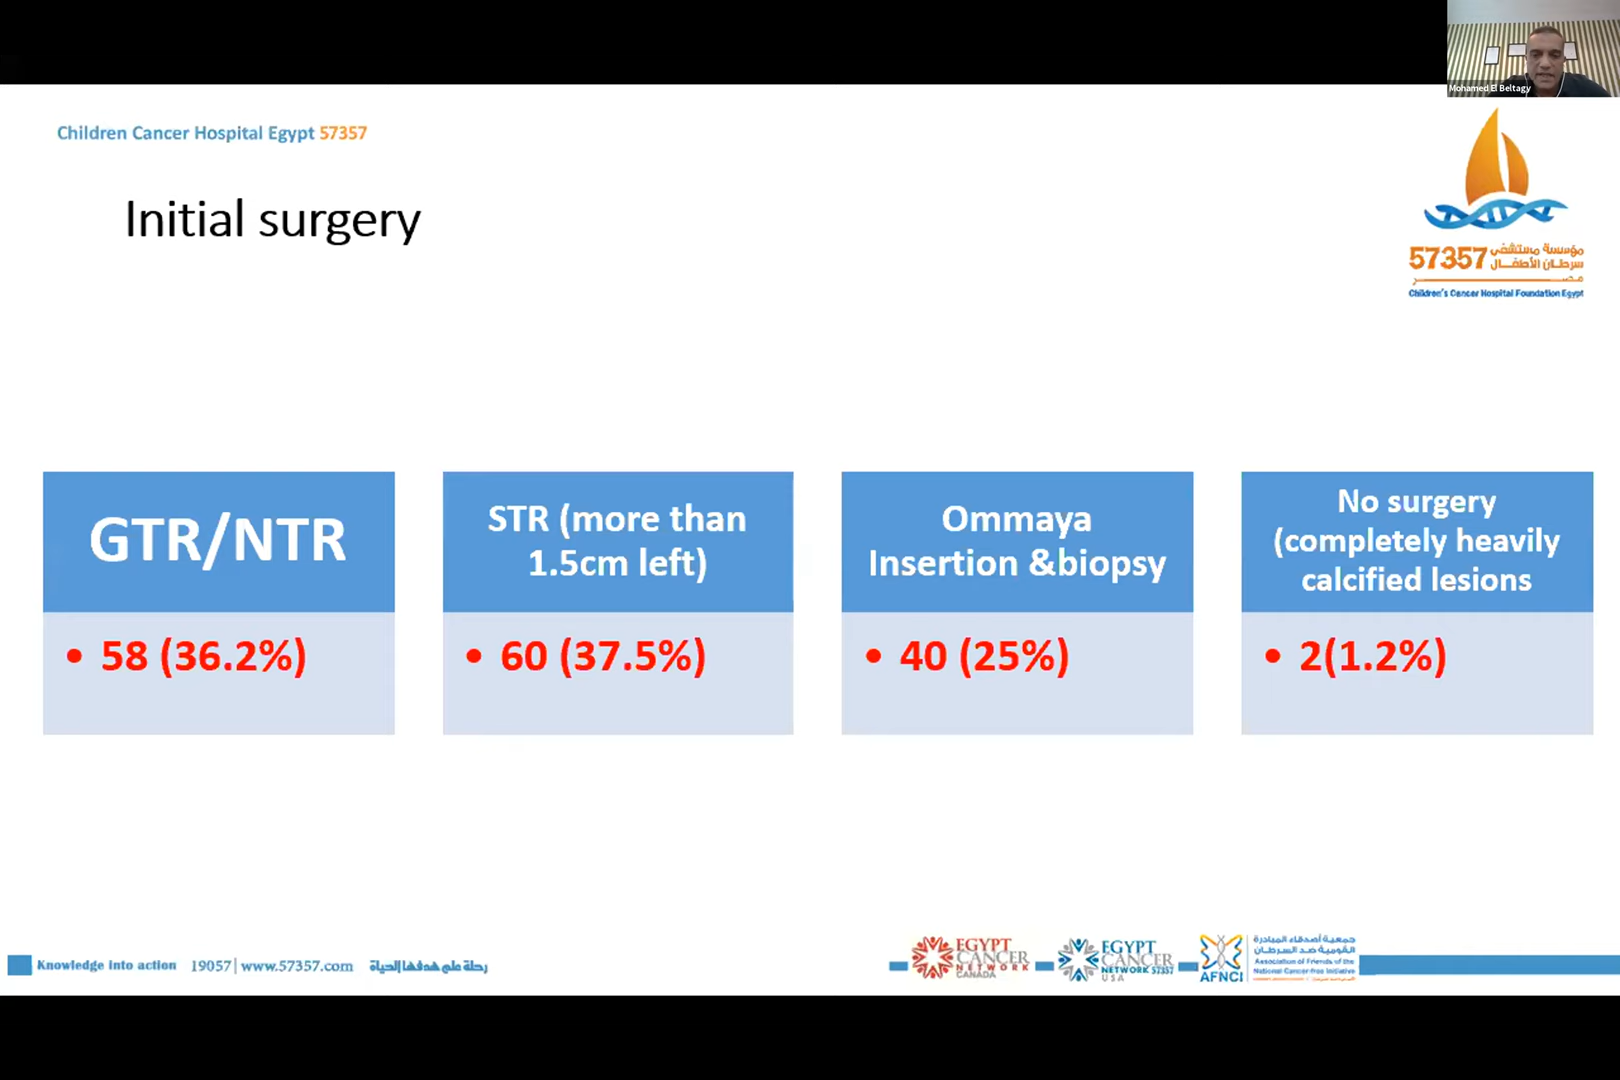 Mohamed El Beltagy
Children Cancer Hospital Egypt 57357
Initial surgery
57357 مؤسسة مستشفى
سرطان الأطفال
مصر
Children's Cancer Hospital Foundation Egypt
GTR/NTR
• 58 (36.2%)
STR (more than
1.5cm left)
• 60 (37.5%)
Ommaya
Insertion &biopsy
• 40 (25%)
No surgery
(completely heavily
calcified lesions
• 2(1.2%)
Knowledge into action 19057 | www.57357.com رحلة علم هدفها الحياة
EGYPT
CANCER
NETWORK
CANADA
EGYPT
CANCER
NETWORK 57357
USA
AFNCI
جمعية أصدقاء المبادرة
القومية ضد السرطان
Association of Friends of the
National Cancer-free Initiative